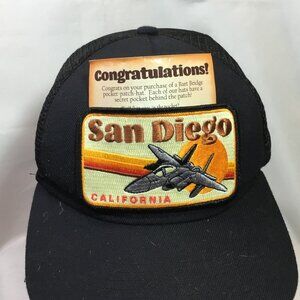 Congratulations!
Congrats on your purchase of a Bart Bridge
pocket patch-hat. Each of our hats have a
secret pocket behind the patch!
San Diego
CALIFORNIA